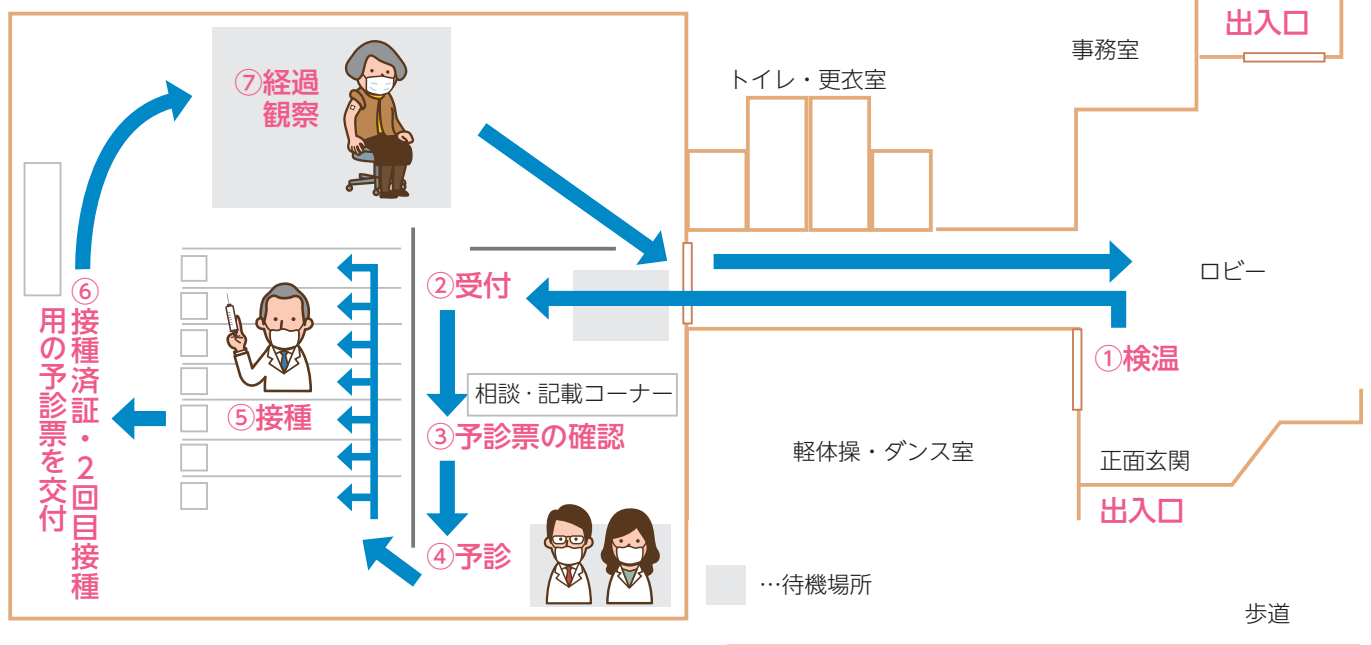 出入口
事務室
トイレ・更衣室
⑦経過
観察
ロビー
②受付
①検温
相談・記載コーナー
③予診票の確認
⑤接種
⑥接種済証・2回目接種
用の予診票を交付
④予診
軽体操・ダンス室
正面玄関
出入口
…待機場所
歩道